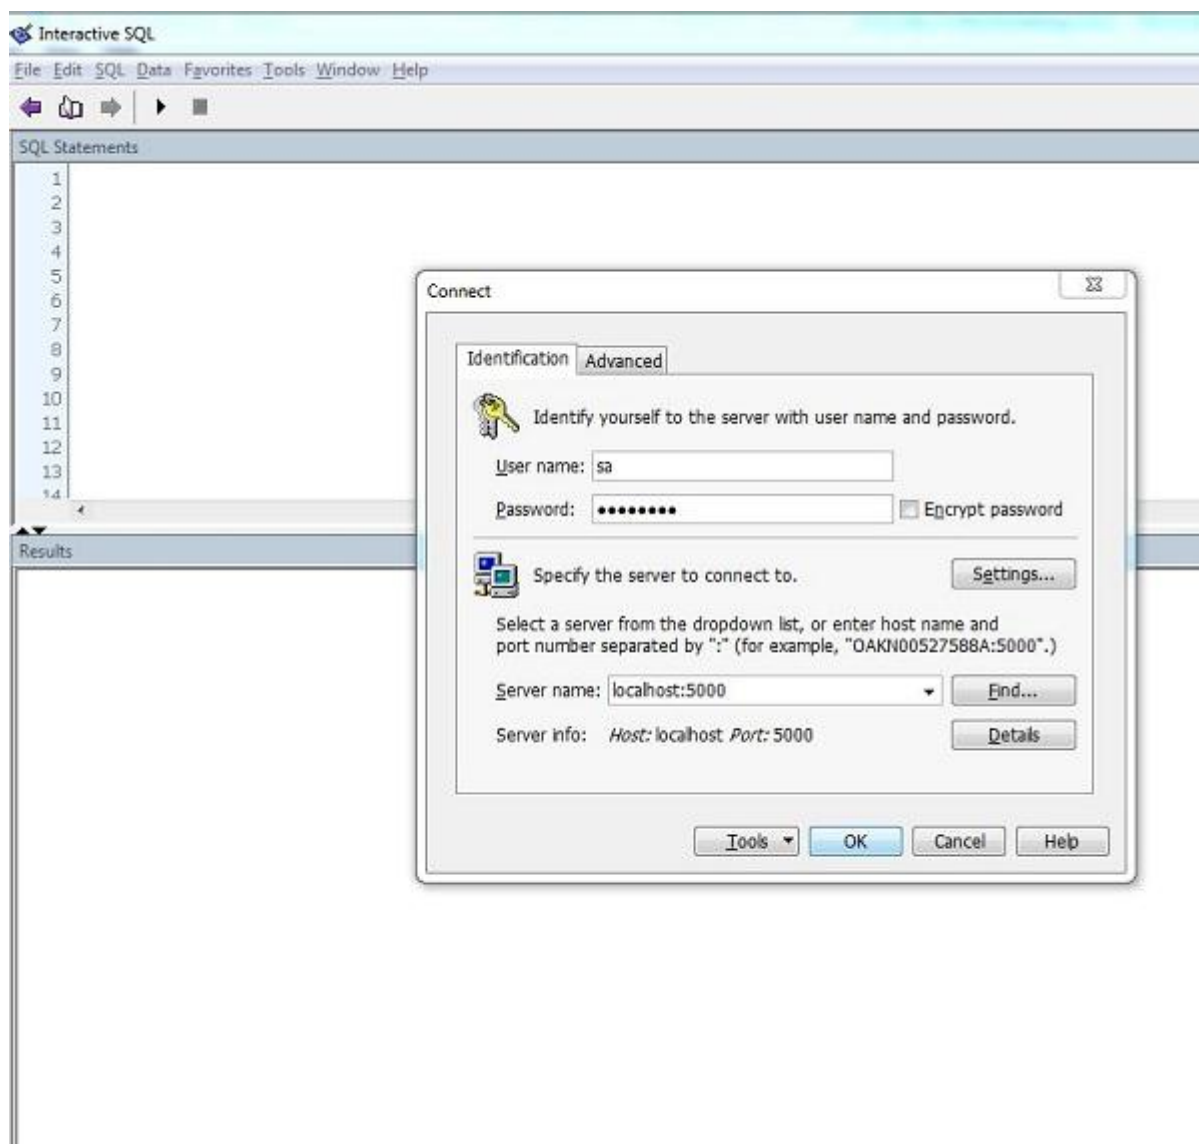 Interactive SQL
File Edit SQL Data Favorites Tools Window Help
SQL Statements
1
2
3
4
5
6
7
8
9
10
11
12
13
14
Connect
Identification Advanced
Identify yourself to the server with user name and password.
User name: sa
Password: ●●●●●●●● Encrypt password
Specify the server to connect to. Settings...
Select a server from the dropdown list, or enter host name and
port number separated by ":" (for example, "OAKN00527588A:5000".)
Server name: localhost:5000 Find...
Server info: Host: localhost Port: 5000 Details
Tools OK Cancel Help
Results